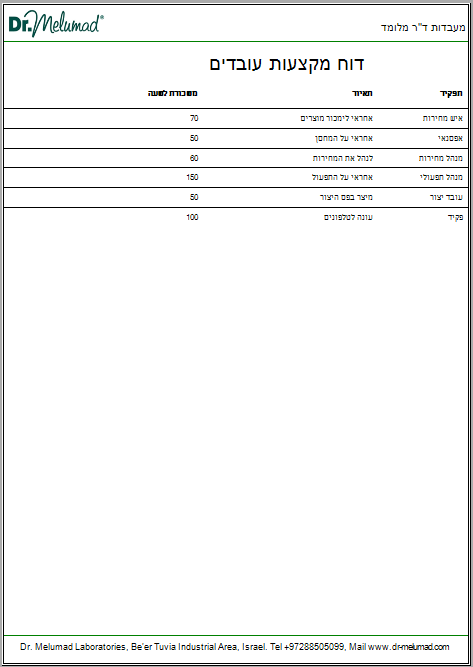 Dr. Melumad®
מעבדות ד"ר מלומד
דוח מקצעות עובדים
תפקיד תאיור משכורת לשעה
איש מחירות אחראי לימכור מוצרים 70
אפסנאי אחראי על המחסן 50
מנהל מחירות לנהל את המחירות 60
מנהל תפעולי אחראי על התפעול 150
עובד יצור מיצר בפס היצור 50
פקיד עונה לטלפונים 100
Dr. Melumad Laboratories, Be'er Tuvia Industrial Area, Israel. Tel +97288505099, Mail www.dr-melumad.com